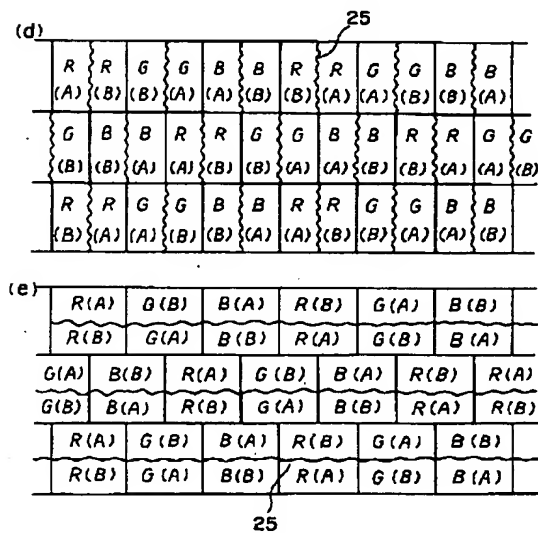 25
(d)
R R G G B B R R G G B B
(A) (B) (B) (A) (A) (B) (B) (A) (A) (B) (B) (A)
G B B R R G G B B R R G G
(B) (B) (A) (A) (B) (B) (A) (A) (B) (B) (A) (A) (B)
R R G G B B R R G G B B
(B) (A) (A) (B) (B) (A) (A) (B) (B) (A) (A) (B)
(e)
R(A) G(B) B(A) R(B) G(A) B(B)
R(B) G(A) B(B) R(A) G(B) B(A)
G(A) B(B) R(A) G(B) B(A) R(B) R(A)
G(B) B(A) R(B) G(A) B(B) R(A) R(B)
R(A) G(B) B(A) R(B) G(A) B(B)
R(B) G(A) B(B) R(A) G(B) B(A)
25